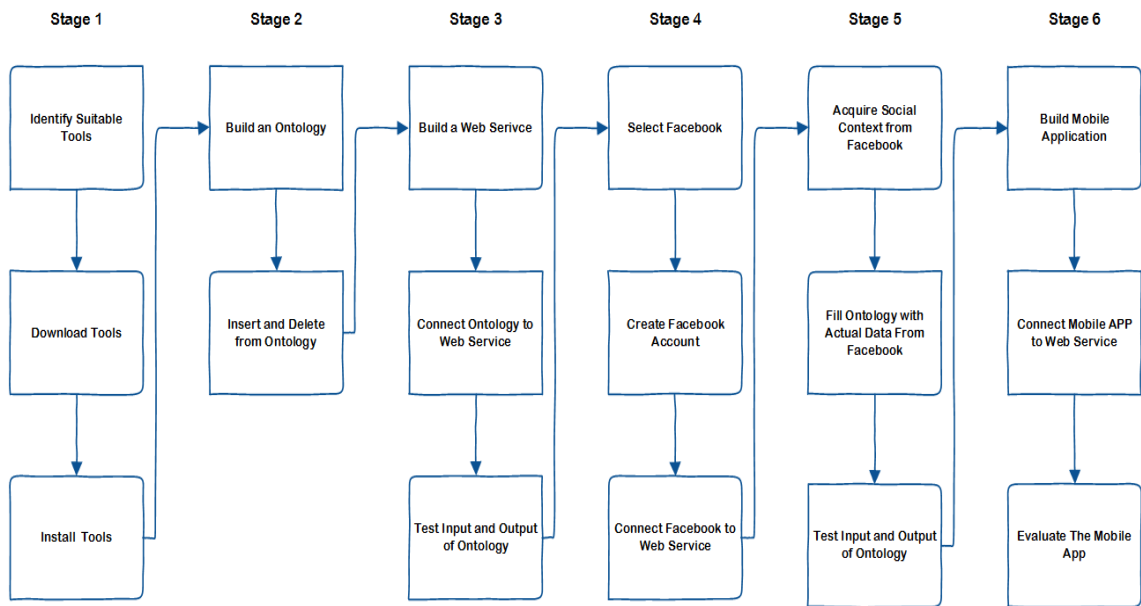 Stage 1
Stage 2
Stage 3
Stage 4
Stage 5
Stage 6
Identify Suitable
Tools
Download Tools
Install Tools
Build an Ontology
Insert and Delete
from Ontology
Build a Web Serivce
Connect Ontology to
Web Service
Test Input and Output
of Ontology
Select Facebook
Create Facebook
Account
Connect Facebook to
Web Service
Acquire Social
Context from
Facebook
Fill Ontology with
Actual Data From
Facebook
Test Input and Output
of Ontology
Build Mobile
Application
Connect Mobile APP
to Web Service
Evaluate The Mobile
App